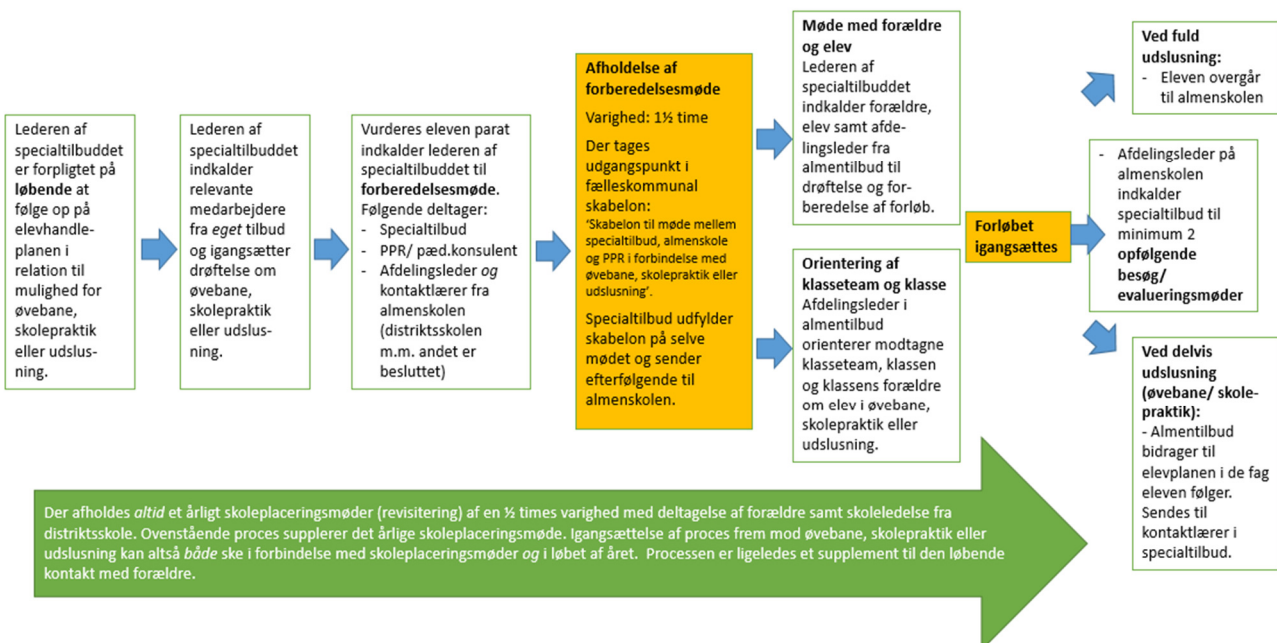 Lederen af
specialtilbuddet
er forpligtet på
løbende at
følge op på
elevhandle-
planen i
relation til
mulighed for
øvebane,
skolepraktik
eller udslus-
ning.
Lederen af
specialtilbuddet
indkalder
relevante
medarbejdere
fra eget tilbud
og igangsætter
drøftelse om
øvebane,
skolepraktik
eller udslus-
ning.
Vurderes eleven parat
indkalder lederen af
specialtilbuddet til
forberedelsesmøde.
Følgende deltager:
- Specialtilbud
- PPR/ pæd.konsulent
- Afdelingsleder og
kontaktlærer fra
almenskolen
(distriktsskolen
m.m. andet er
besluttet)
Afholdelse af
forberedelsesmøde
Varighed: 1½ time
Der tages
udgangspunkt i
fælleskommunal
skabelon:
'Skabelon til møde mellem
specialtilbud, almenskole
og PPR i forbindelse med
øvebane, skolepraktik eller
udslusning'.
Specialtilbud udfylder
skabelon på selve
mødet og sender
efterfølgende til
almenskolen.
Møde med forældre
og elev
Lederen af
specialtilbuddet
indkalder forældre,
elev samt afde-
lingsleder fra
almentilbud til
drøftelse og for-
beredelse af forløb.
Orientering af
klasseteam og klasse
Afdelingsleder i
almentilbud
orienterer modtagne
klasseteam, klassen
og klassens forældre
om elev i øvebane,
skolepraktik eller
udslusning.
Forløbet
igangsættes
Ved fuld
udslusning:
- Eleven overgår
til almenskolen
- Afdelingsleder på
almenskolen
indkalder
specialtilbud til
minimum 2
opfølgende
besøg/
evalueringsmøder
Ved delvis
udslusning
(øvebane/ skole-
praktik):
- Almentilbud
bidrager til
elevplanen i de fag
eleven følger.
Sendes til
kontaktlærer i
specialtilbud.
Der afholdes altid et årligt skoleplaceringsmøder (revisitering) af en ½ times varighed med deltagelse af forældre samt skoleledelse fra
distriktsskole. Ovenstående proces supplerer det årlige skoleplaceringsmøde. Igangsættelse af proces frem mod øvebane, skolepraktik eller
udslusning kan altså både ske i forbindelse med skoleplaceringsmøder og i løbet af året. Processen er ligeledes et supplement til den løbende
kontakt med forældre.